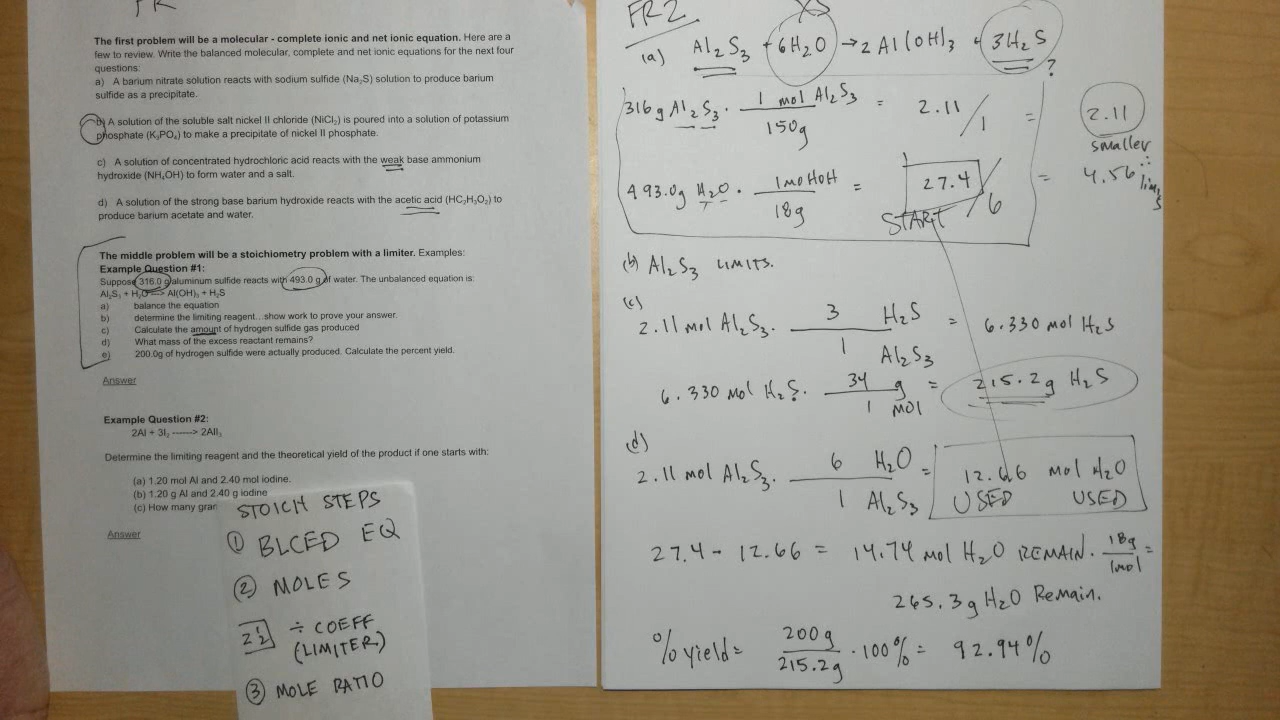 FR
The first problem will be a molecular - complete ionic and net ionic equation. Here are a
few to review. Write the balanced molecular, complete and net ionic equations for the next four
questions:
a) A barium nitrate solution reacts with sodium sulfide (Na₂S) solution to produce barium
sulfide as a precipitate.
b) A solution of the soluble salt nickel II chloride (NiCl₂) is poured into a solution of potassium
phosphate (K₃PO₄) to make a precipitate of nickel II phosphate.
c) A solution of concentrated hydrochloric acid reacts with the weak base ammonium
hydroxide (NH₄OH) to form water and a salt.
d) A solution of the strong base barium hydroxide reacts with the acetic acid (HC₂H₃O₂) to
produce barium acetate and water.
The middle problem will be a stoichiometry problem with a limiter. Examples:
Example Question #1:
Suppose 316.0 g aluminum sulfide reacts with 493.0 g of water. The unbalanced equation is:
Al₂S₃ + H₂O ---> Al(OH)₃ + H₂S
a) balance the equation
b) determine the limiting reagent...show work to prove your answer.
c) Calculate the amount of hydrogen sulfide gas produced
d) What mass of the excess reactant remains?
e) 200.0g of hydrogen sulfide were actually produced. Calculate the percent yield.
Answer
Example Question #2:
2Al + 3I₂ ------> 2AlI₃
Determine the limiting reagent and the theoretical yield of the product if one starts with:
(a) 1.20 mol Al and 2.40 mol iodine.
(b) 1.20 g Al and 2.40 g iodine
(c) How many gra
Answer
STOICH STEPS
① BLCED EQ
② MOLES
2½ ÷ COEFF
(LIMITER)
③ MOLE RATIO
FR2 XS
(a) Al₂S₃ + 6H₂O → 2Al(OH)₃ + 3H₂S
?
316g Al₂S₃ · 1 mol Al₂S₃ / 150g = 2.11 / 1 = 2.11
smaller
∴
limits
493.0g H₂O · 1mol HOH / 18g = 27.4 / 6 = 4.56
START
(b) Al₂S₃ LIMITS.
(c)
2.11 mol Al₂S₃ · 3 H₂S / 1 Al₂S₃ = 6.330 mol H₂S
6.330 mol H₂S · 34 g / 1 MOL = 215.2g H₂S
(d)
2.11 mol Al₂S₃ · 6 H₂O / 1 Al₂S₃ = 12.66 mol H₂O
USED USED
27.4 - 12.66 = 14.74 mol H₂O REMAIN · 18g / 1mol =
265.3g H₂O Remain.
% yield = 200g / 215.2g · 100% = 92.94%